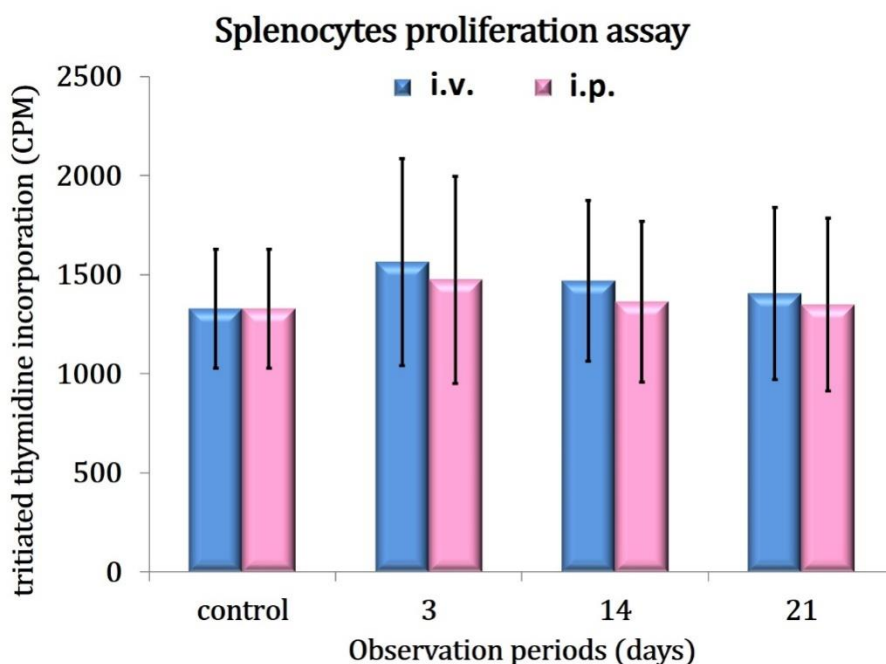 Splenocytes proliferation assay
i.v. i.p.
tritiated thymidine incorporation (CPM)
2500
2000
1500
1000
500
0
control 3 14 21
Observation periods (days)